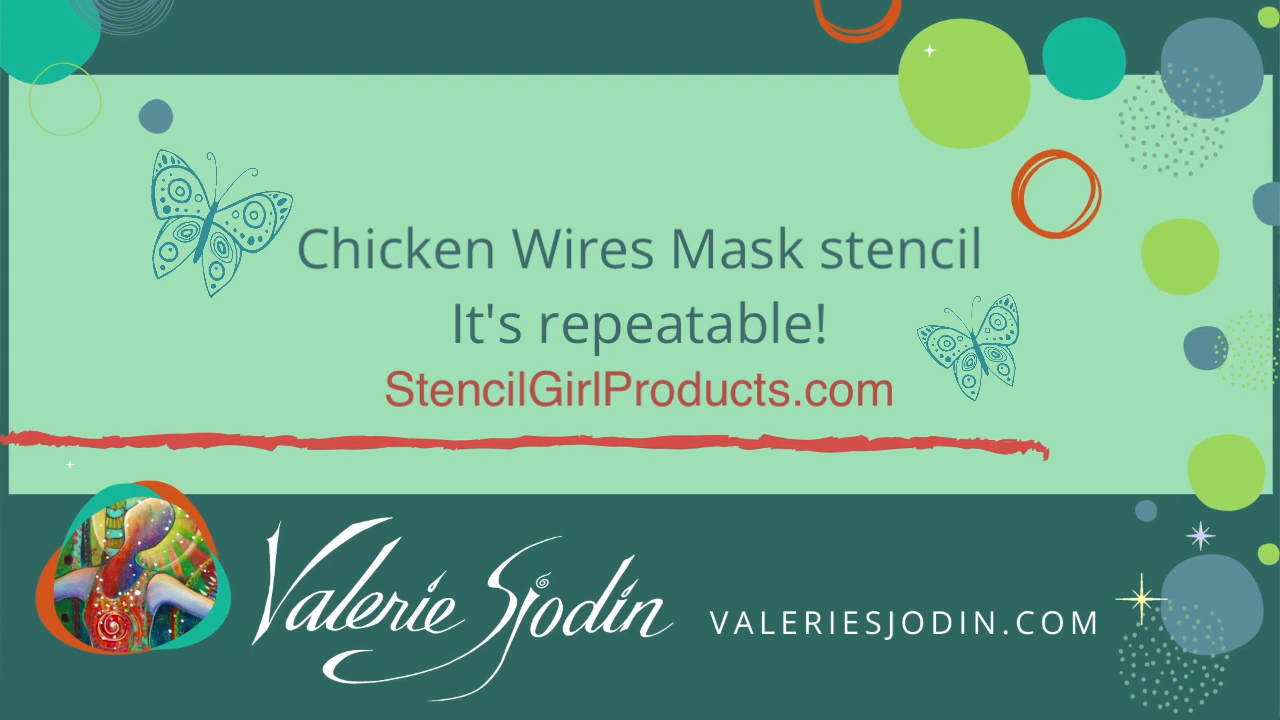 Chicken Wires Mask stencil
It's repeatable!
StencilGirlProducts.com
Valerie Sjodin
VALERIESJODIN.COM